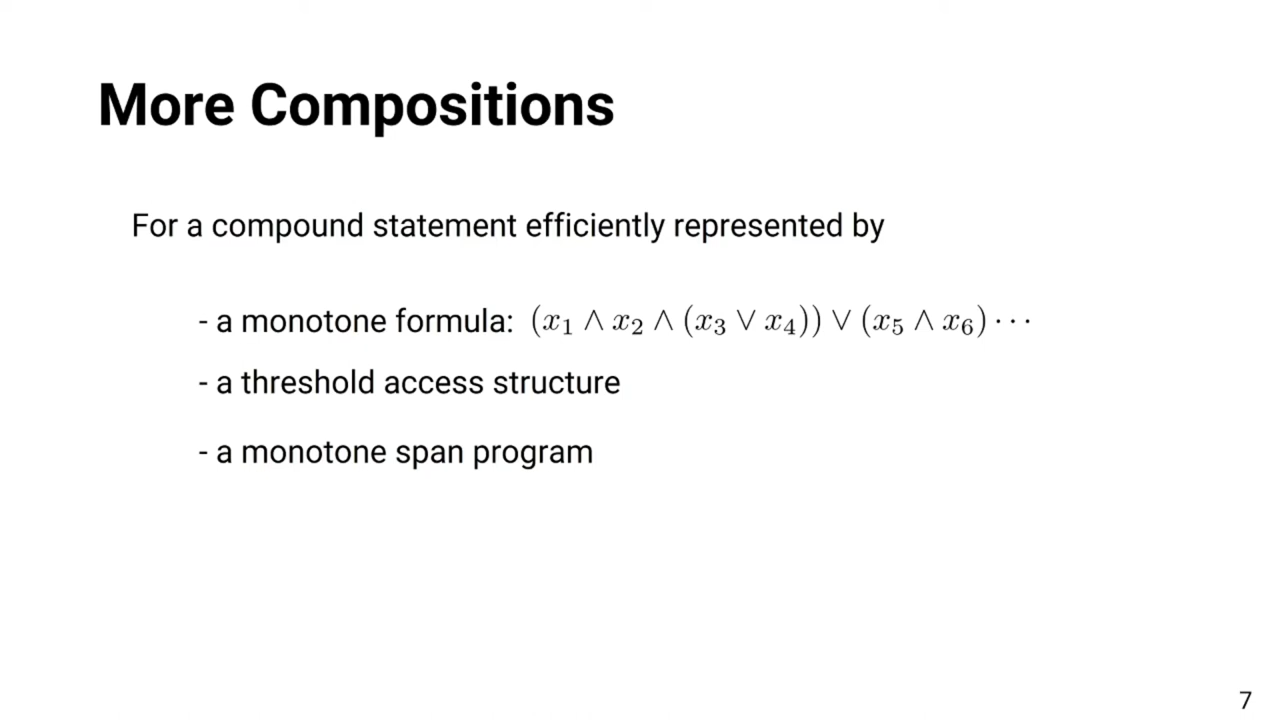 More Compositions
For a compound statement efficiently represented by
- a monotone formula: (x₁ ∧ x₂ ∧ (x₃ ∨ x₄)) ∨ (x₅ ∧ x₆) ⋯
- a threshold access structure
- a monotone span program
7